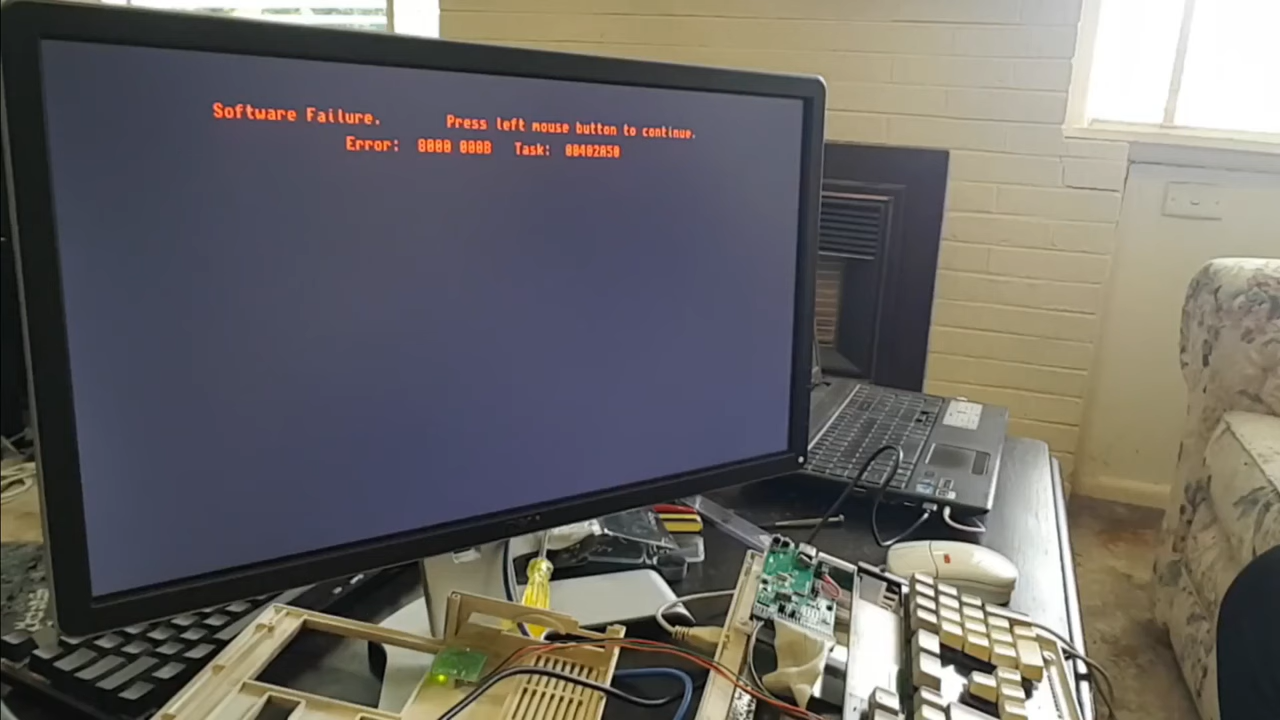 Software Failure. Press left mouse button to continue.
Error: 8000 000B Task: 00402A50